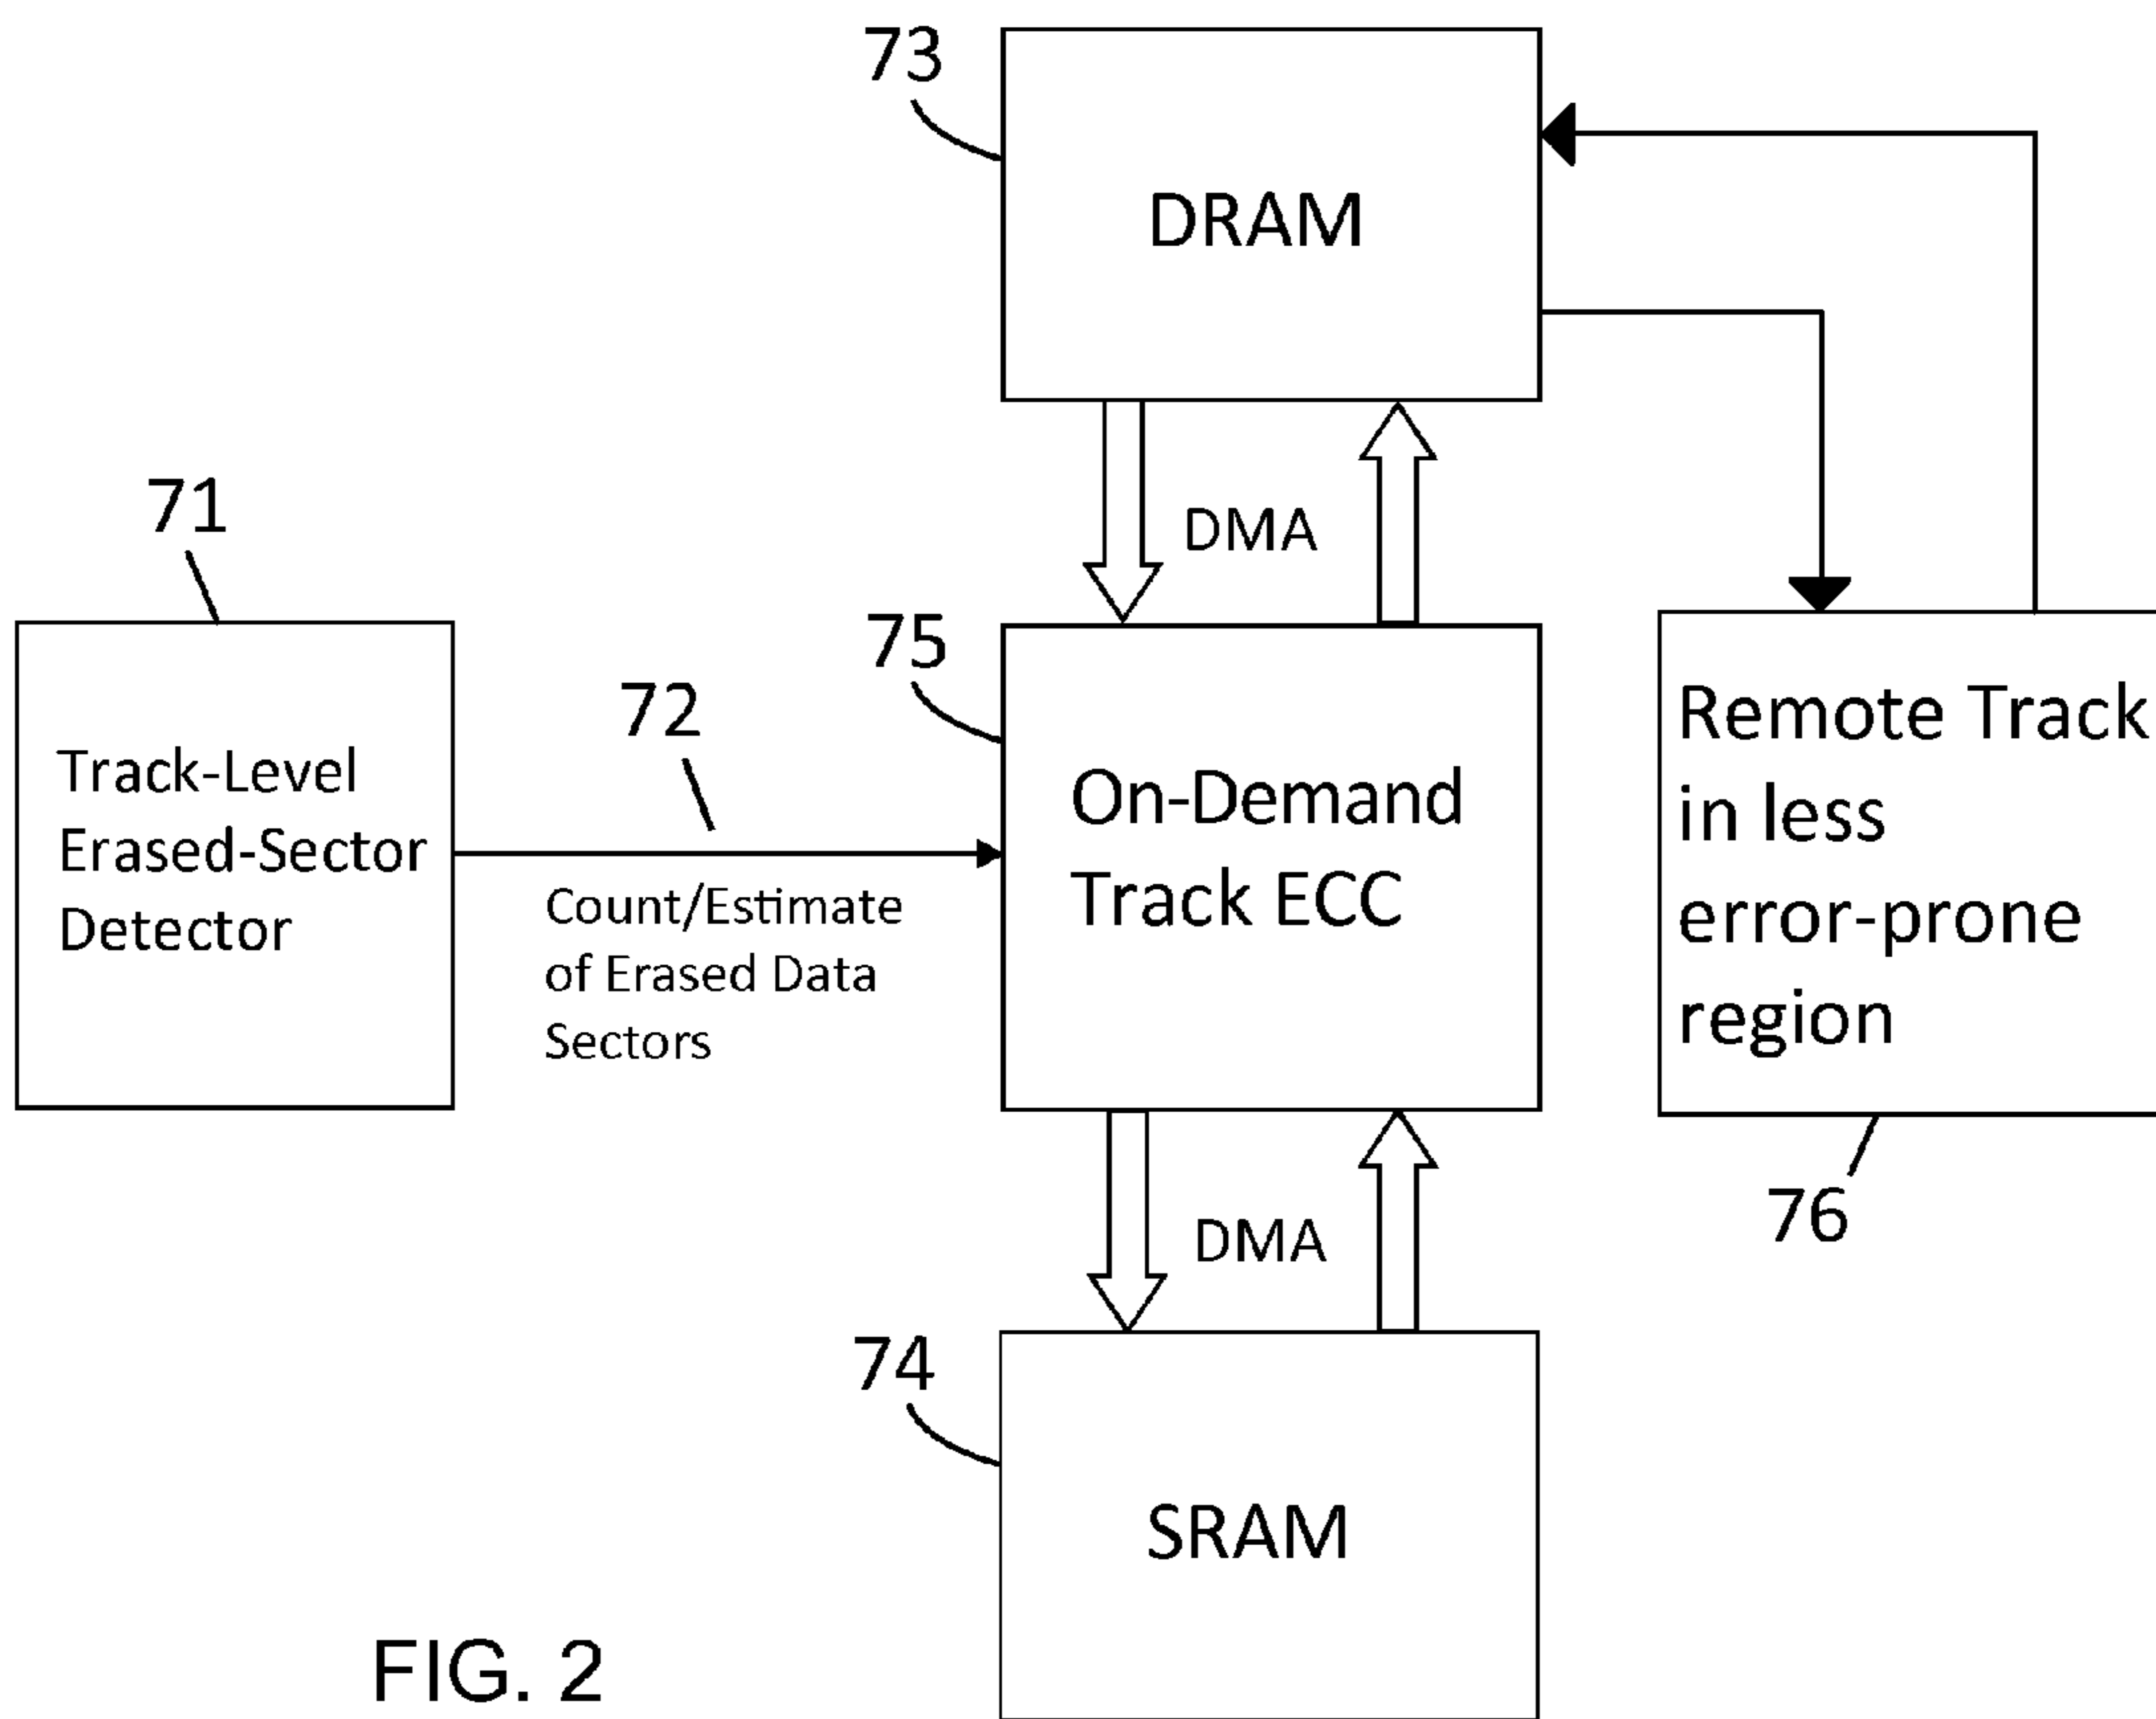 73
DRAM
DMA
71
Track-Level
Erased-Sector
Detector
72
Count/Estimate
of Erased Data
Sectors
75
On-Demand
Track ECC
Remote Track
in less
error-prone
region
76
DMA
74
SRAM
FIG. 2